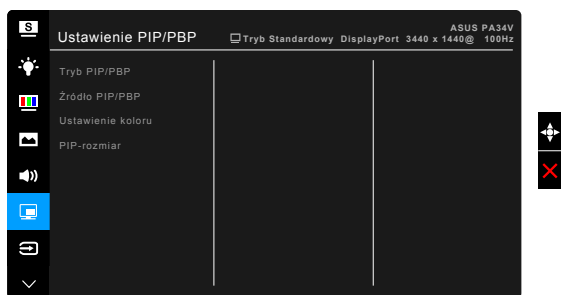 S
ASUS PA34V
Ustawienie PIP/PBP
Tryb Standardowy DisplayPort 3440 x 1440@ 100Hz
Tryb PIP/PBP
Źródło PIP/PBP
Ustawienie koloru
PIP-rozmiar